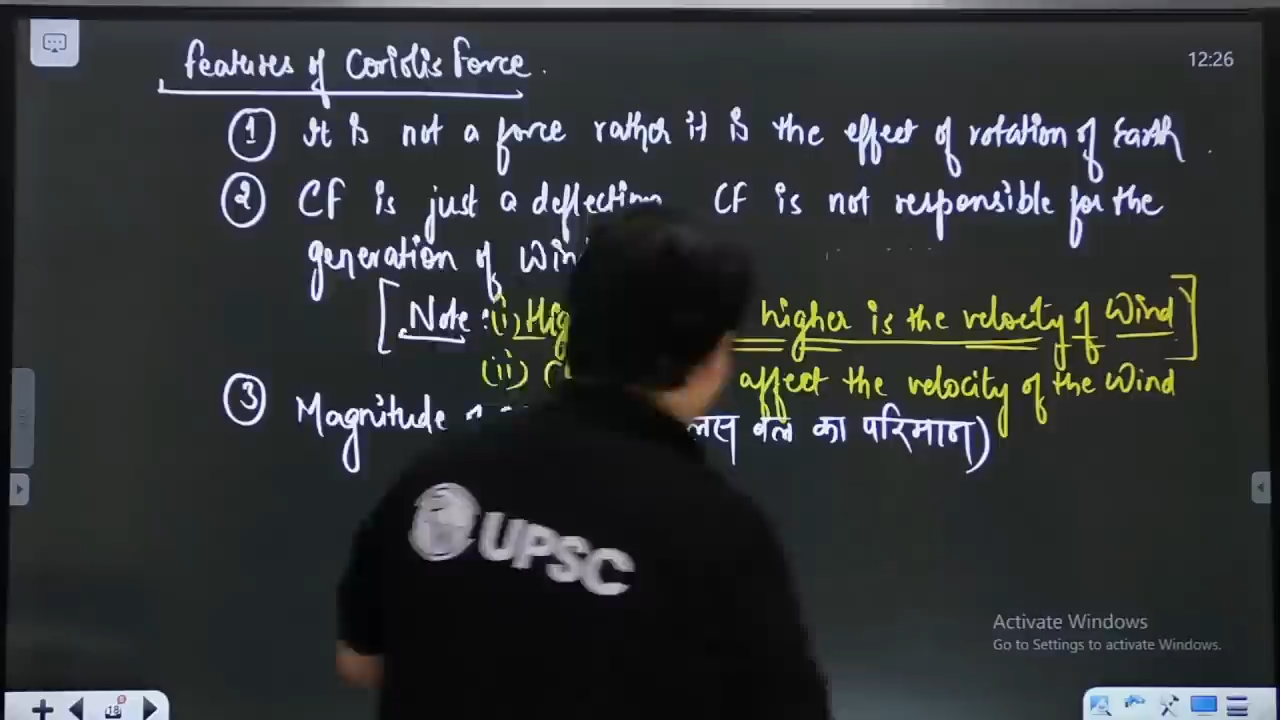 12:26
features of Coriolis Force.
① It is not a force rather it is the effect of rotation of Earth.
② CF is just a deflection. CF is not responsible for the
generation of
[Note :(i) higher is the velocity of Wind]
(ii) affect the velocity of the Wind
③ Magnitude बल का परिमाण)
UPSC
Activate Windows
Go to Settings to activate Windows.
18